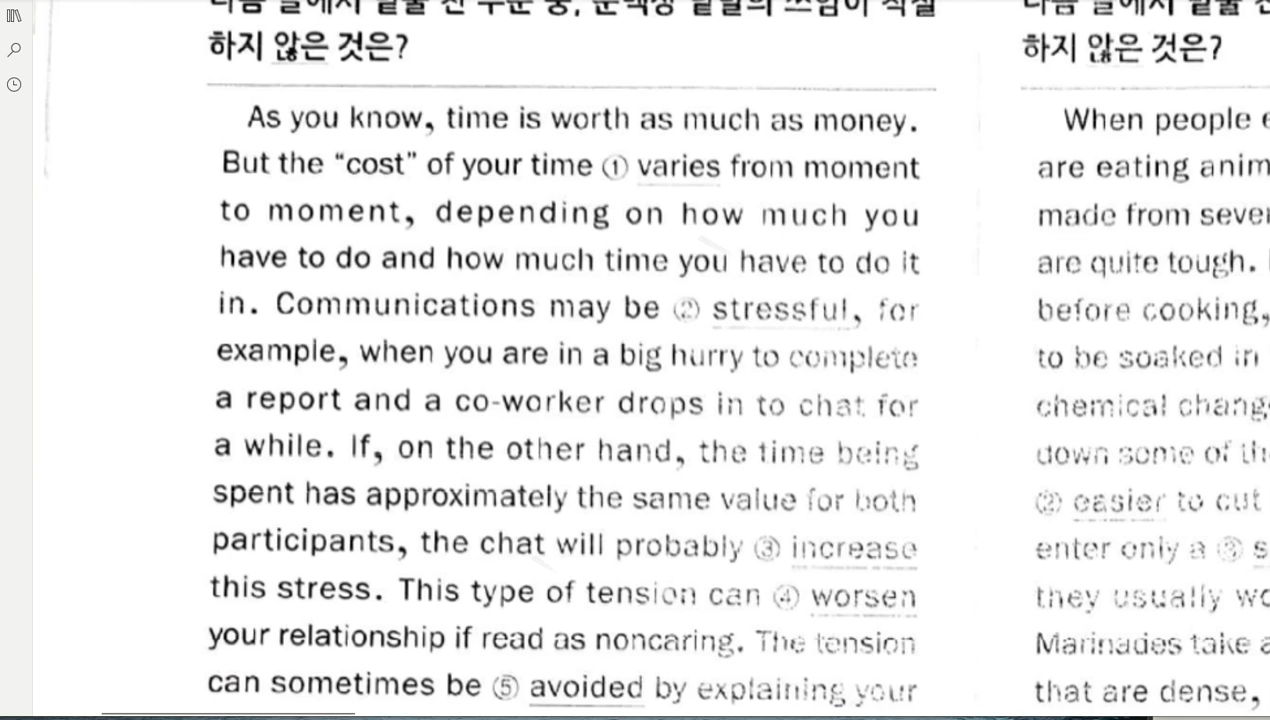 하지 않은 것은?
As you know, time is worth as much as money.
But the “cost” of your time ① varies from moment
to moment, depending on how much you
have to do and how much time you have to do it
in. Communications may be ② stressful, for
example, when you are in a big hurry to complete
a report and a co-worker drops in to chat for
a while. If, on the other hand, the time being
spent has approximately the same value for both
participants, the chat will probably ③ increase
this stress. This type of tension can ④ worsen
your relationship if read as noncaring. The tension
can sometimes be ⑤ avoided by explaining your
하지 않은 것은?
When people
are eating
made from
are quite tough.
before cooking,
to be soaked in
chemical
down some of
② easier to cut
enter only a ③
they usually
Marinades take
that are dense,